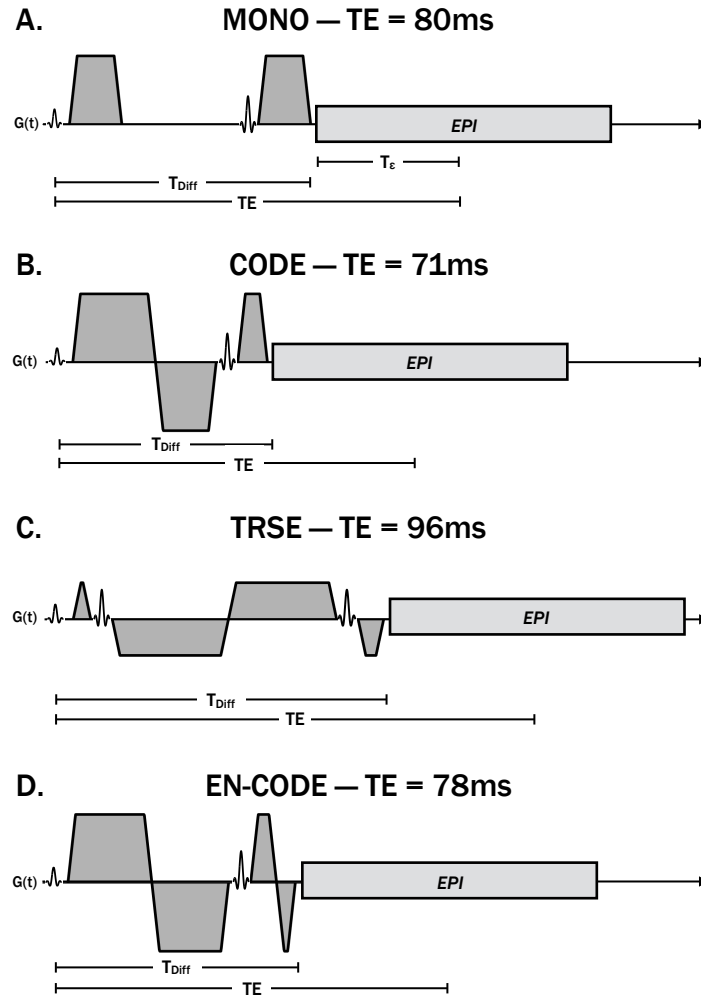 A. MONO — TE = 80ms
G(t)
EPI
Tε
TDiff
TE
B. CODE — TE = 71ms
G(t)
EPI
TDiff
TE
C. TRSE — TE = 96ms
G(t)
EPI
TDiff
TE
D. EN-CODE — TE = 78ms
G(t)
EPI
TDiff
TE